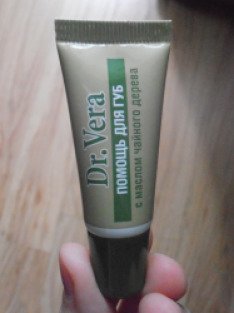 Dr. Vera
ПОМОЩЬ ДЛЯ ГУБ
с маслом чайного дерева